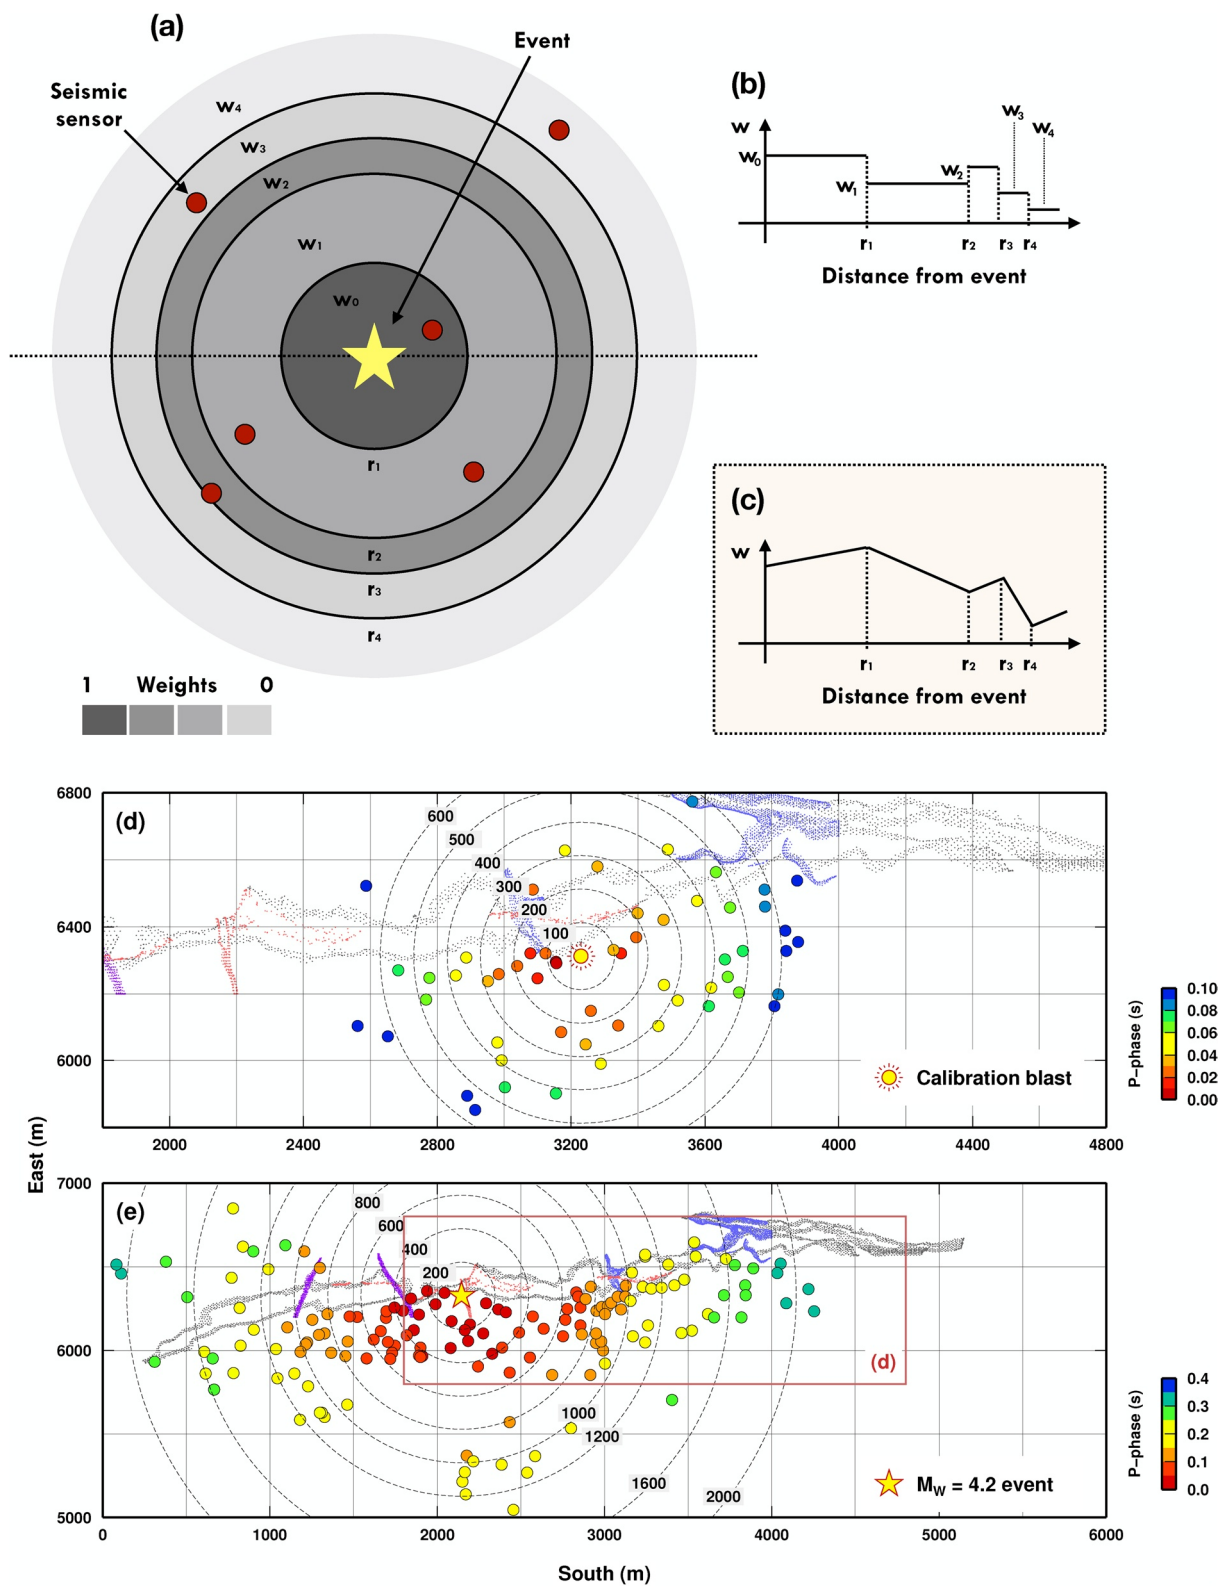 (a)
Event
Seismic
sensor
w4
w3
w2
w1
w0
r1
r2
r3
r4
1 Weights 0
(b)
w
w0
w1
w2
w3
w4
r1 r2 r3 r4
Distance from event
(c)
w
r1 r2 r3 r4
Distance from event
(d)
6800
6400
6000
600
500
400
300
200
100
Calibration blast
2000 2400 2800 3200 3600 4000 4400 4800
P-phase (s)
0.10
0.08
0.06
0.04
0.02
0.00
East (m)
(e)
7000
6000
5000
800
600
400
200
1000
1200
1600
2000
(d)
Mw = 4.2 event
0 1000 2000 3000 4000 5000 6000
South (m)
P-phase (s)
0.4
0.3
0.2
0.1
0.0